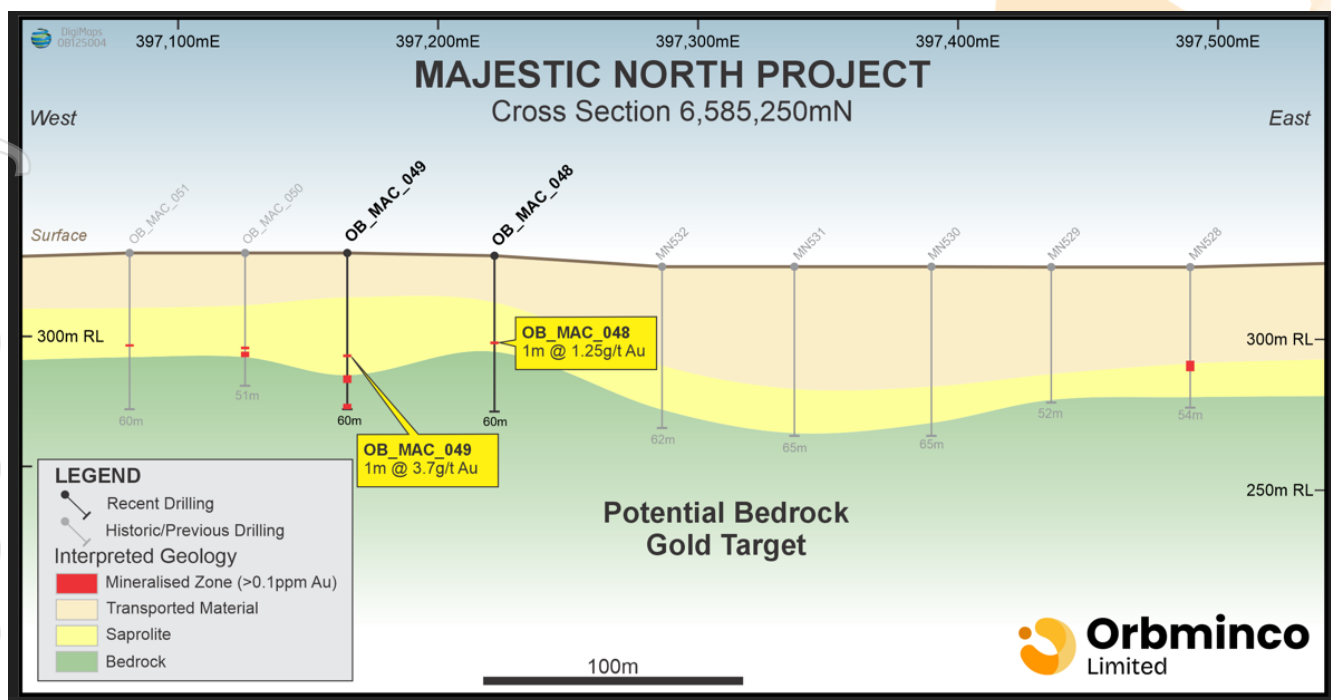 DigiMaps
OB125004
397,100mE
397,200mE
397,300mE
397,400mE
397,500mE
MAJESTIC NORTH PROJECT
Cross Section 6,585,250mN
West
East
Surface
OB_MAC_051
OB_MAC_050
OB_MAC_049
OB_MAC_048
MN532
MN531
MN530
MN529
MN528
300m RL
300m RL
OB_MAC_048
1m @ 1.25g/t Au
60m
51m
60m
60m
62m
65m
65m
52m
54m
OB_MAC_049
1m @ 3.7g/t Au
250m RL
Potential Bedrock
Gold Target
LEGEND
Recent Drilling
Historic/Previous Drilling
Interpreted Geology
Mineralised Zone (>0.1ppm Au)
Transported Material
Saprolite
Bedrock
100m
Orbminco
Limited